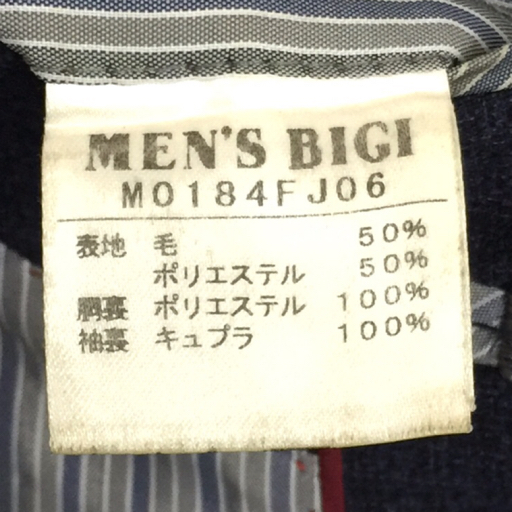 MEN'S BIGI
M0184FJ06
表地 毛 50%
ポリエステル 50%
胴裏 ポリエステル 100%
袖裏 キュプラ 100%